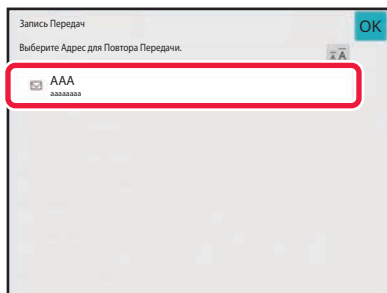 Запись Передач
OK
Выберите Адрес для Повтора Передачи.
AAA
aaaaaaaa